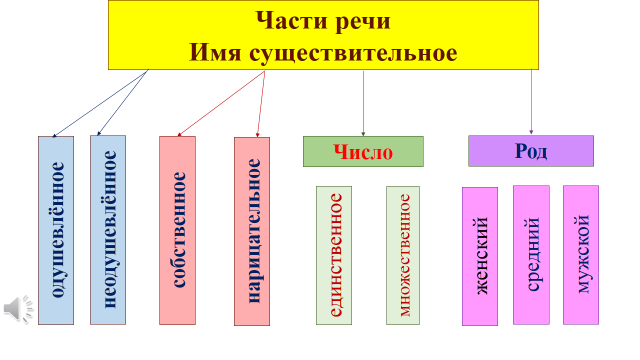 Части речи
Имя существительное
одушевлённое
неодушевлённое
собственное
нарицательное
Число
единственное
множественное
Род
женский
средний
мужской